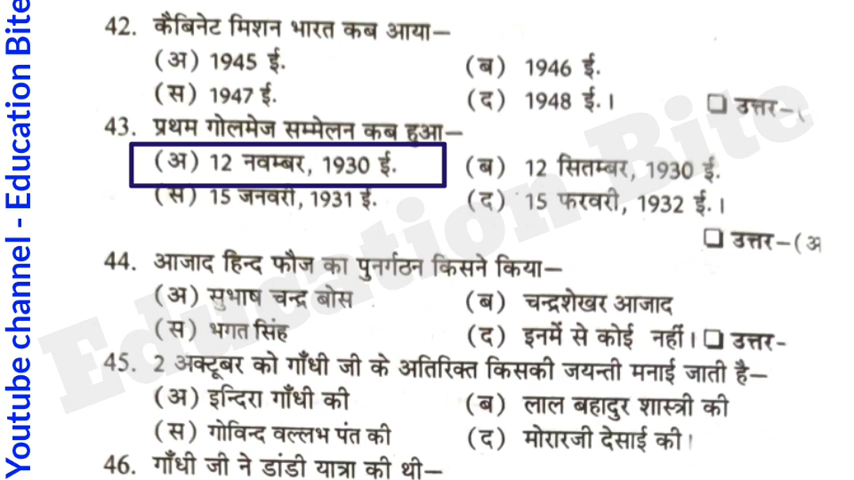 42. कैबिनेट मिशन भारत कब आया—
(अ) 1945 ई. (ब) 1946 ई.
(स) 1947 ई. (द) 1948 ई.। उत्तर–(
43. प्रथम गोलमेज सम्मेलन कब हुआ—
(अ) 12 नवम्बर, 1930 ई. (ब) 12 सितम्बर, 1930 ई.
(स) 15 जनवरी, 1931 ई. (द) 15 फरवरी, 1932 ई.।
उत्तर–(अ
44. आजाद हिन्द फौज का पुनर्गठन किसने किया—
(अ) सुभाष चन्द्र बोस (ब) चन्द्रशेखर आजाद
(स) भगत सिंह (द) इनमें से कोई नहीं। उत्तर-
45. 2 अक्टूबर को गाँधी जी के अतिरिक्त किसकी जयन्ती मनाई जाती है—
(अ) इन्दिरा गाँधी की (ब) लाल बहादुर शास्त्री की
(स) गोविन्द वल्लभ पंत की (द) मोरारजी देसाई की।
46. गाँधी जी ने डांडी यात्रा की थी—
Youtube channel - Education Bite
Education Bite